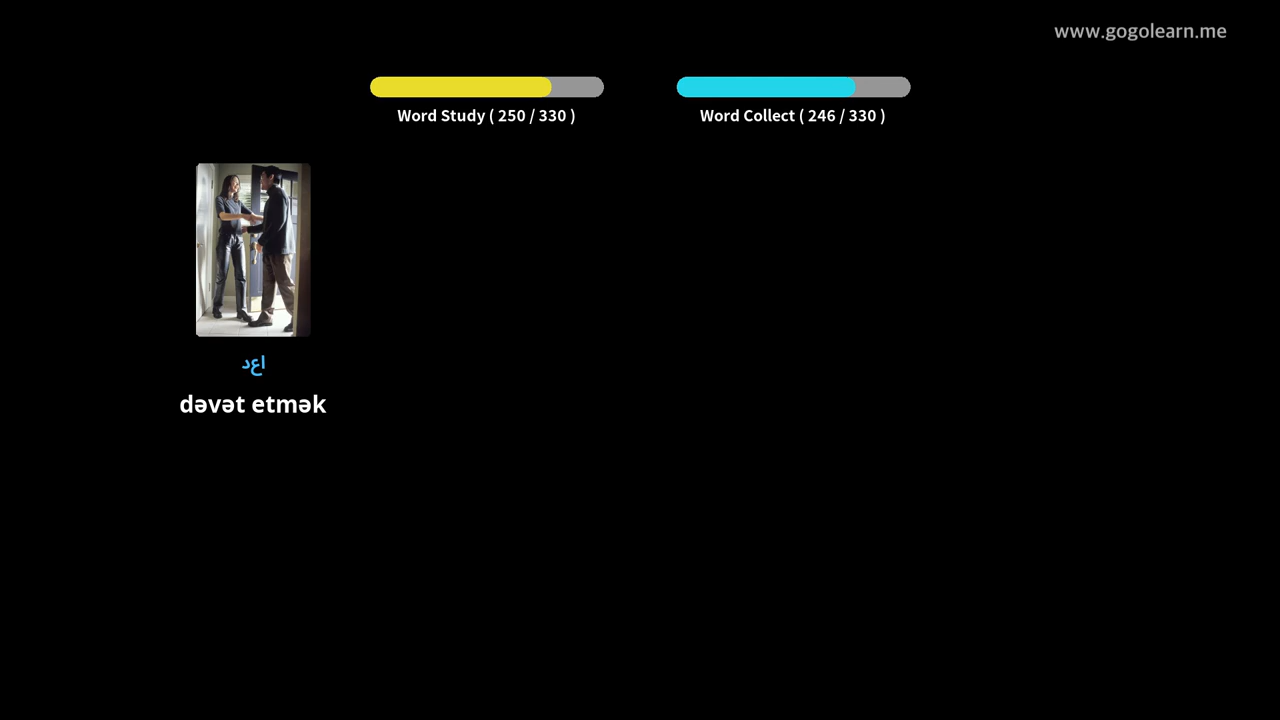 www.gogolearn.me
Word Study ( 250 / 330 )
Word Collect ( 246 / 330 )
دعا
dəvət etmək